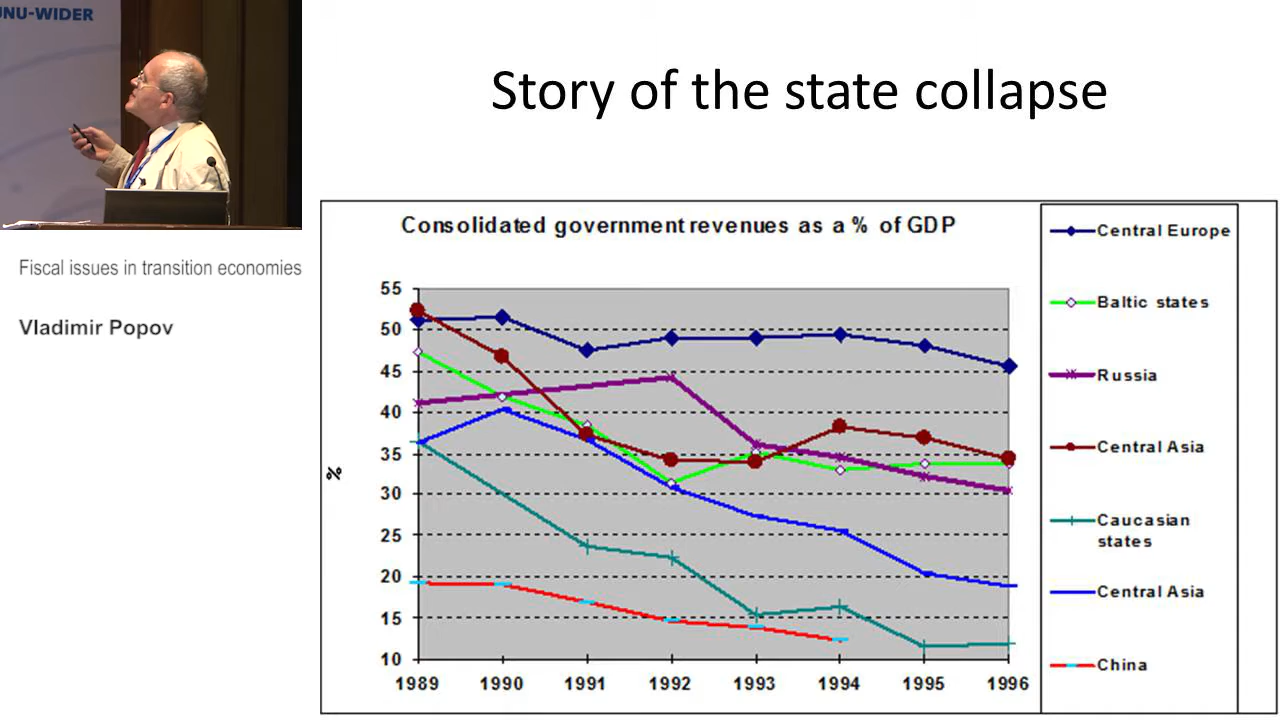 UNU-WIDER
Story of the state collapse
Fiscal issues in transition economies
Vladimir Popov
Consolidated government revenues as a % of GDP
%
55
50
45
40
35
30
25
20
15
10
1989 1990 1991 1992 1993 1994 1995 1996
Central Europe
Baltic states
Russia
Central Asia
Caucasian
states
Central Asia
China